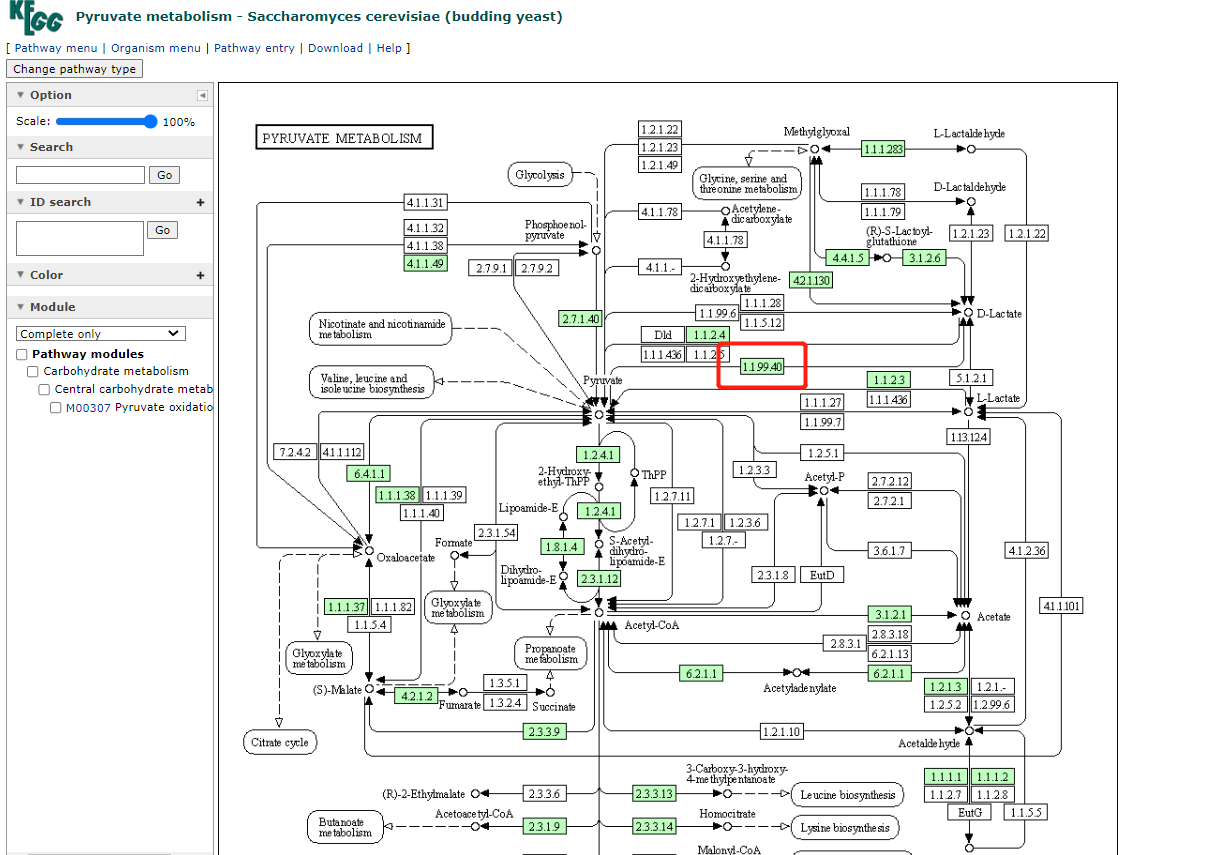 KEGG
Pyruvate metabolism - Saccharomyces cerevisiae (budding yeast)
[ Pathway menu | Organism menu | Pathway entry | Download | Help ]
Change pathway type
Option
Scale: 100%
Search
Go
ID search +
Go
Color +
Module
Complete only
Pathway modules
Carbohydrate metabolism
Central carbohydrate metab
M00307 Pyruvate oxidatio
PYRUVATE METABOLISM
1.2.1.22
1.2.1.23
1.2.1.49
Methylglyoxal
1.1.1.283
L-Lactaldehyde
Glycolysis
Glycine, serine and
threonine metabolism
1.1.1.78
1.1.1.79
D-Lactaldehyde
4.1.1.31
4.1.1.32
4.1.1.38
4.1.1.49
Phosphoenol-
pyruvate
4.1.1.78
Acetylene-
dicarboxylate
4.1.1.78
(R)-S-Lactoyl-
glutathione
1.2.1.23
1.2.1.22
2.7.9.1
2.7.9.2
4.1.1.-
2-Hydroxyethylene-
dicarboxylate
4.4.1.5
3.1.2.6
4.2.1.130
2.7.1.40
1.1.99.6
1.1.1.28
1.1.5.12
D-Lactate
Nicotinate and nicotinamide
metabolism
Dld
1.1.2.4
1.1.1.436
1.1.2.5
1.1.99.40
Valine, leucine and
isoleucine biosynthesis
Pyruvate
1.1.2.3
1.1.1.436
5.1.2.1
1.1.1.27
1.1.99.7
L-Lactate
1.13.12.4
7.2.4.2
4.1.1.112
6.4.1.1
1.2.4.1
1.2.5.1
2-Hydroxy-
ethyl-ThPP
ThPP
1.2.3.3
Acetyl-P
2.7.2.12
2.7.2.1
1.1.1.38
1.1.1.39
1.1.1.40
Lipoamide-E
1.2.4.1
1.2.7.11
1.2.7.1
1.2.3.6
1.2.7.-
2.3.1.54
Formate
Oxaloacetate
1.8.1.4
S-Acetyl-
dihydro-
lipoamide-E
3.6.1.7
4.1.2.36
Dihydro-
lipoamide-E
2.3.1.12
2.3.1.8
EutD
1.1.1.37
1.1.1.82
1.1.5.4
Glyoxylate
metabolism
Acetyl-CoA
3.1.2.1
Acetate
4.1.1.101
Glyoxylate
metabolism
Propanoate
metabolism
2.8.3.1
2.8.3.18
6.2.1.13
6.2.1.1
Acetyladenylate
6.2.1.1
(S)-Malate
4.2.1.2
Fumarate
1.3.5.1
1.3.2.4
Succinate
1.2.1.3
1.2.1.-
1.2.5.2
1.2.99.6
Citrate cycle
2.3.3.9
1.2.1.10
Acetaldehyde
3-Carboxy-3-hydroxy-
4-methylpentanoate
1.1.1.1
1.1.1.2
1.1.2.7
1.1.2.8
EutG
1.1.5.5
(R)-2-Ethylmalate
2.3.3.6
2.3.3.13
Leucine biosynthesis
Butanoate
metabolism
Acetoacetyl-CoA
2.3.1.9
2.3.3.14
Homocitrate
Lysine biosynthesis
Malonyl-CoA